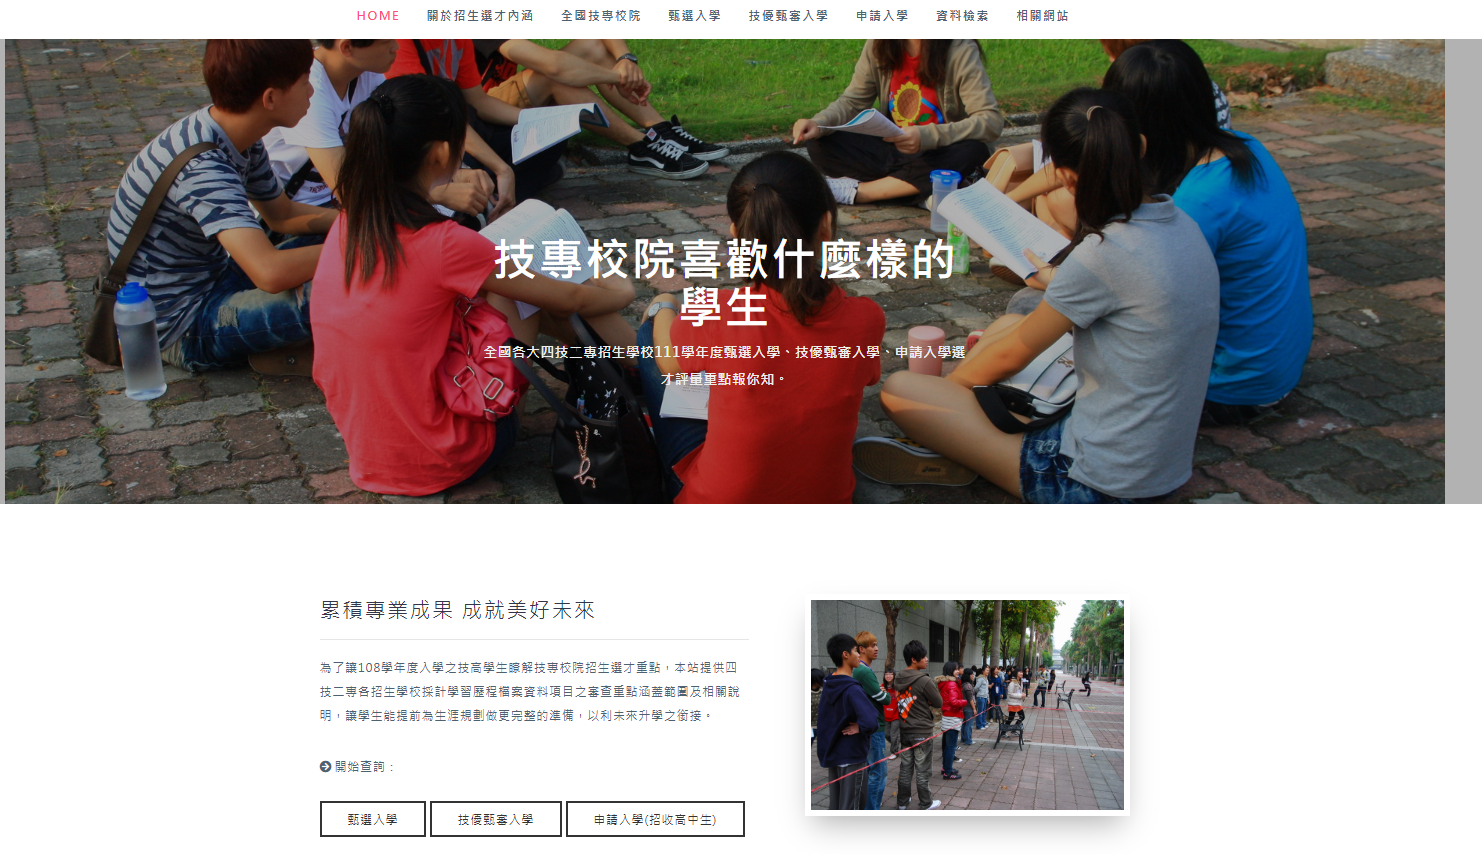 HOME 關於招生選才內涵 全國技專校院 甄選入學 技優甄審入學 申請入學 資料檢索 相關網站
技專校院喜歡什麼樣的
學生
全國各大四技二專招生學校111學年度甄選入學、技優甄審入學、申請入學選
才評量重點報你知。
累積專業成果 成就美好未來
為了讓108學年度入學之技高學生瞭解技專校院招生選才重點，本站提供四
技二專各招生學校採計學習歷程檔案資料項目之審查重點涵蓋範圍及相關說
明，讓學生能提前為生涯規劃做更完整的準備，以利未來升學之銜接。
開始查詢：
甄選入學 技優甄審入學 申請入學(招收高中生)